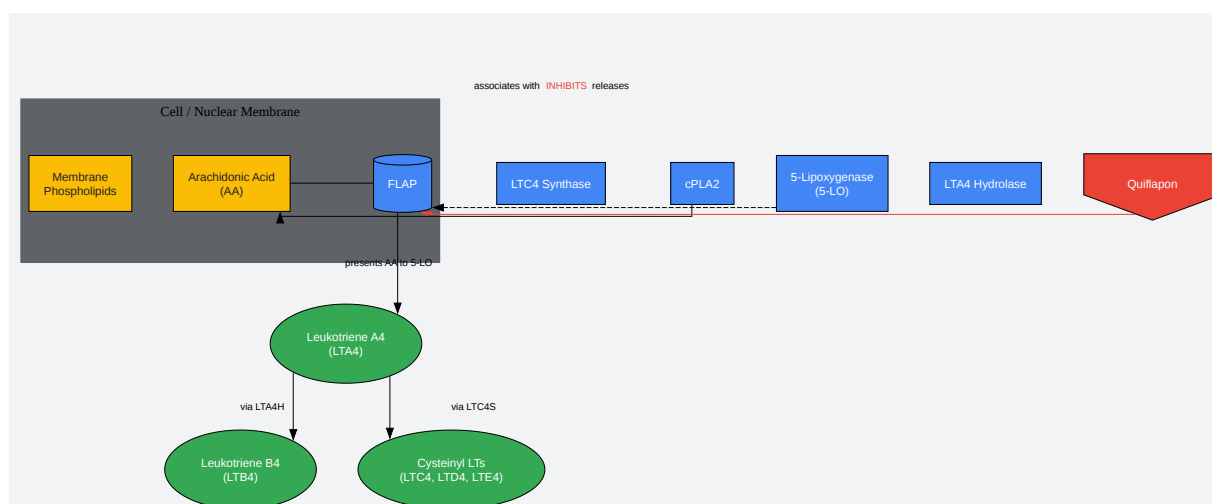 associates with INHIBITS releases
Cell / Nuclear Membrane
Membrane
Phospholipids
Arachidonic Acid
(AA)
FLAP
LTC4 Synthase
cPLA2
5-Lipoxygenase
(5-LO)
LTA4 Hydrolase
Quiflapon
presents AA to 5-LO
Leukotriene A4
(LTA4)
via LTA4H
via LTC4S
Leukotriene B4
(LTB4)
Cysteinyl LTs
(LTC4, LTD4, LTE4)